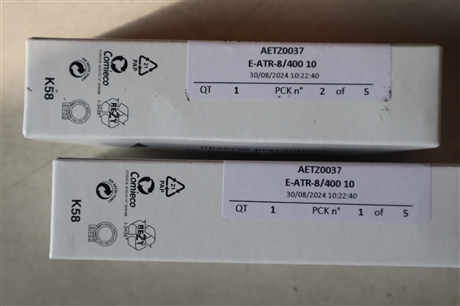 AETZ0037
E-ATR-8/400 10
30/08/2024 10:22:40
QT 1 PCK n° 2 of 5
K58
Comieco
21
PAP
RESY
AETZ0037
E-ATR-8/400 10
30/08/2024 10:22:40
QT 1 PCK n° 1 of 5
K58
Comieco
21
PAP
RESY